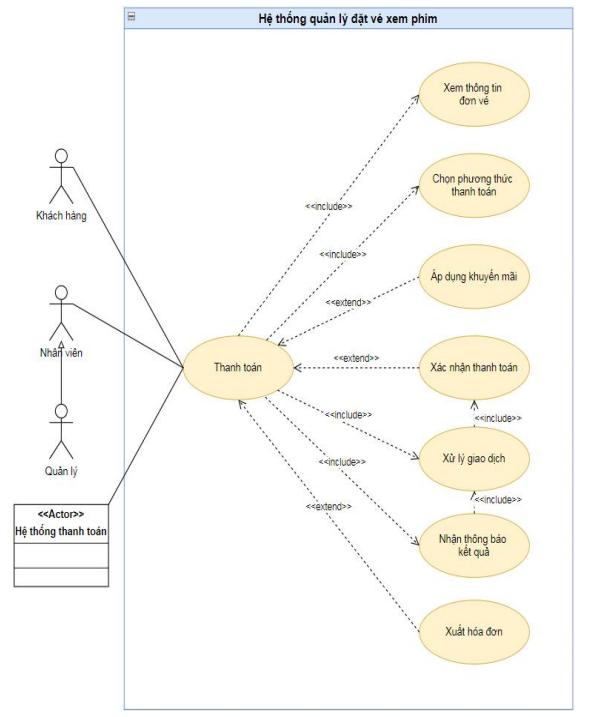 Hệ thống quản lý đặt vé xem phim
Xem thông tin
đơn vé
Chọn phương thức
thanh toán
Khách hàng
<<include>>
<<include>>
Áp dụng khuyến mãi
<<extend>>
Nhân viên
Thanh toán
<<extend>>
Xác nhận thanh toán
<<include>>
<<include>>
Quản lý
<<include>>
Xử lý giao dịch
<<include>>
<<extend>>
<<Actor>>
Hệ thống thanh toán
Nhận thông báo
kết quả
Xuất hóa đơn